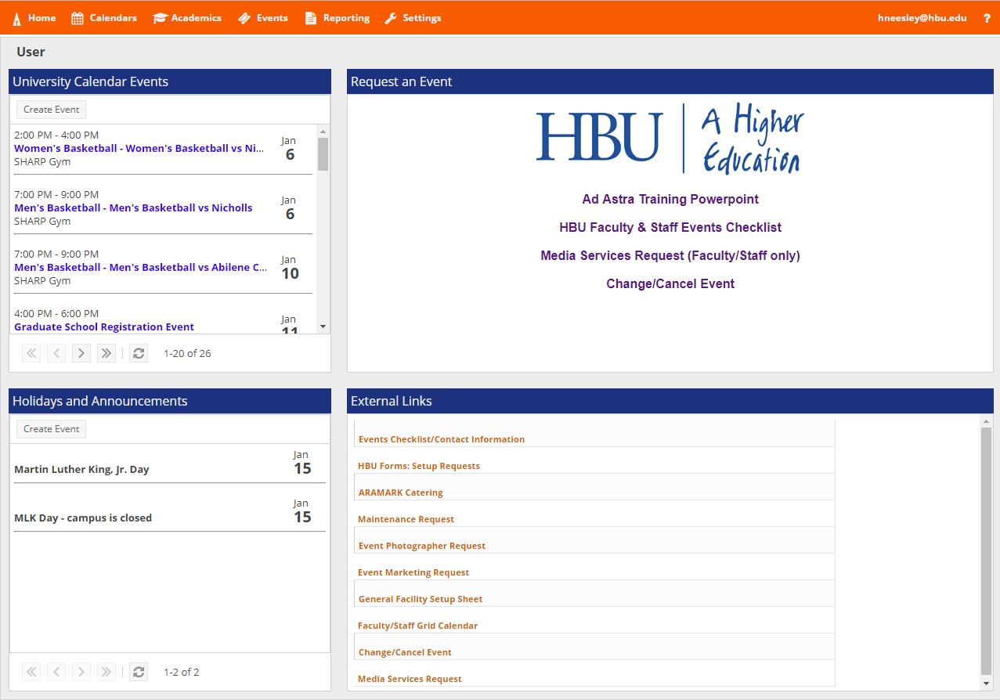 Home Calendars Academics Events Reporting Settings hneesley@hbu.edu ?
User
University Calendar Events
Create Event
2:00 PM - 4:00 PM
Women's Basketball - Women's Basketball vs Ni...
SHARP Gym
Jan
6
7:00 PM - 9:00 PM
Men's Basketball - Men's Basketball vs Nicholls
SHARP Gym
Jan
6
7:00 PM - 9:00 PM
Men's Basketball - Men's Basketball vs Abilene C...
SHARP Gym
Jan
10
4:00 PM - 6:00 PM
Graduate School Registration Event
Jan
11
1-20 of 26
Request an Event
HBU
A Higher
Education
Ad Astra Training Powerpoint
HBU Faculty & Staff Events Checklist
Media Services Request (Faculty/Staff only)
Change/Cancel Event
Holidays and Announcements
Create Event
Martin Luther King, Jr. Day
Jan
15
MLK Day - campus is closed
Jan
15
1-2 of 2
External Links
Events Checklist/Contact Information
HBU Forms: Setup Requests
ARAMARK Catering
Maintenance Request
Event Photographer Request
Event Marketing Request
General Facility Setup Sheet
Faculty/Staff Grid Calendar
Change/Cancel Event
Media Services Request